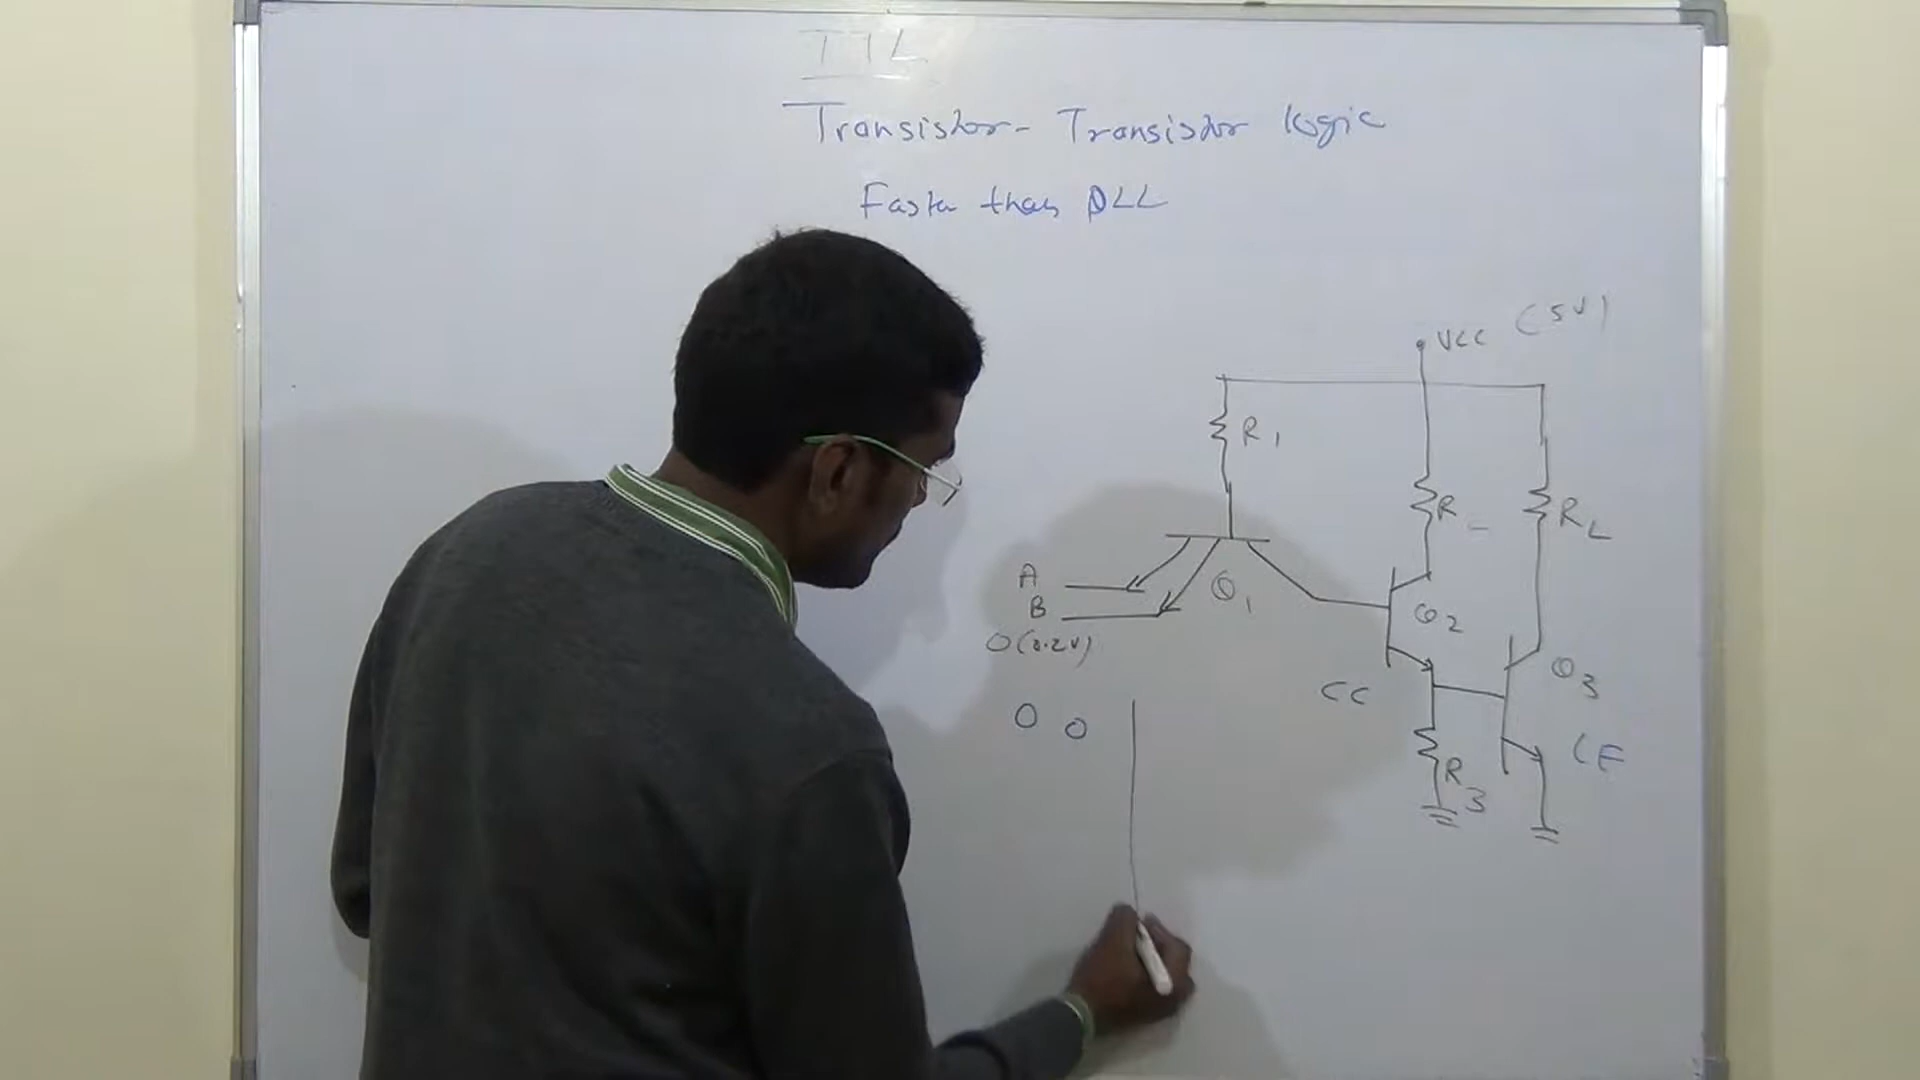 TTL
Transistor - Transistor Logic
Faster than DLL
VCC (5V)
R1
R
RL
A
B
0(0.2V)
Q1
Q2
Q3
CC
CE
R3
0 0